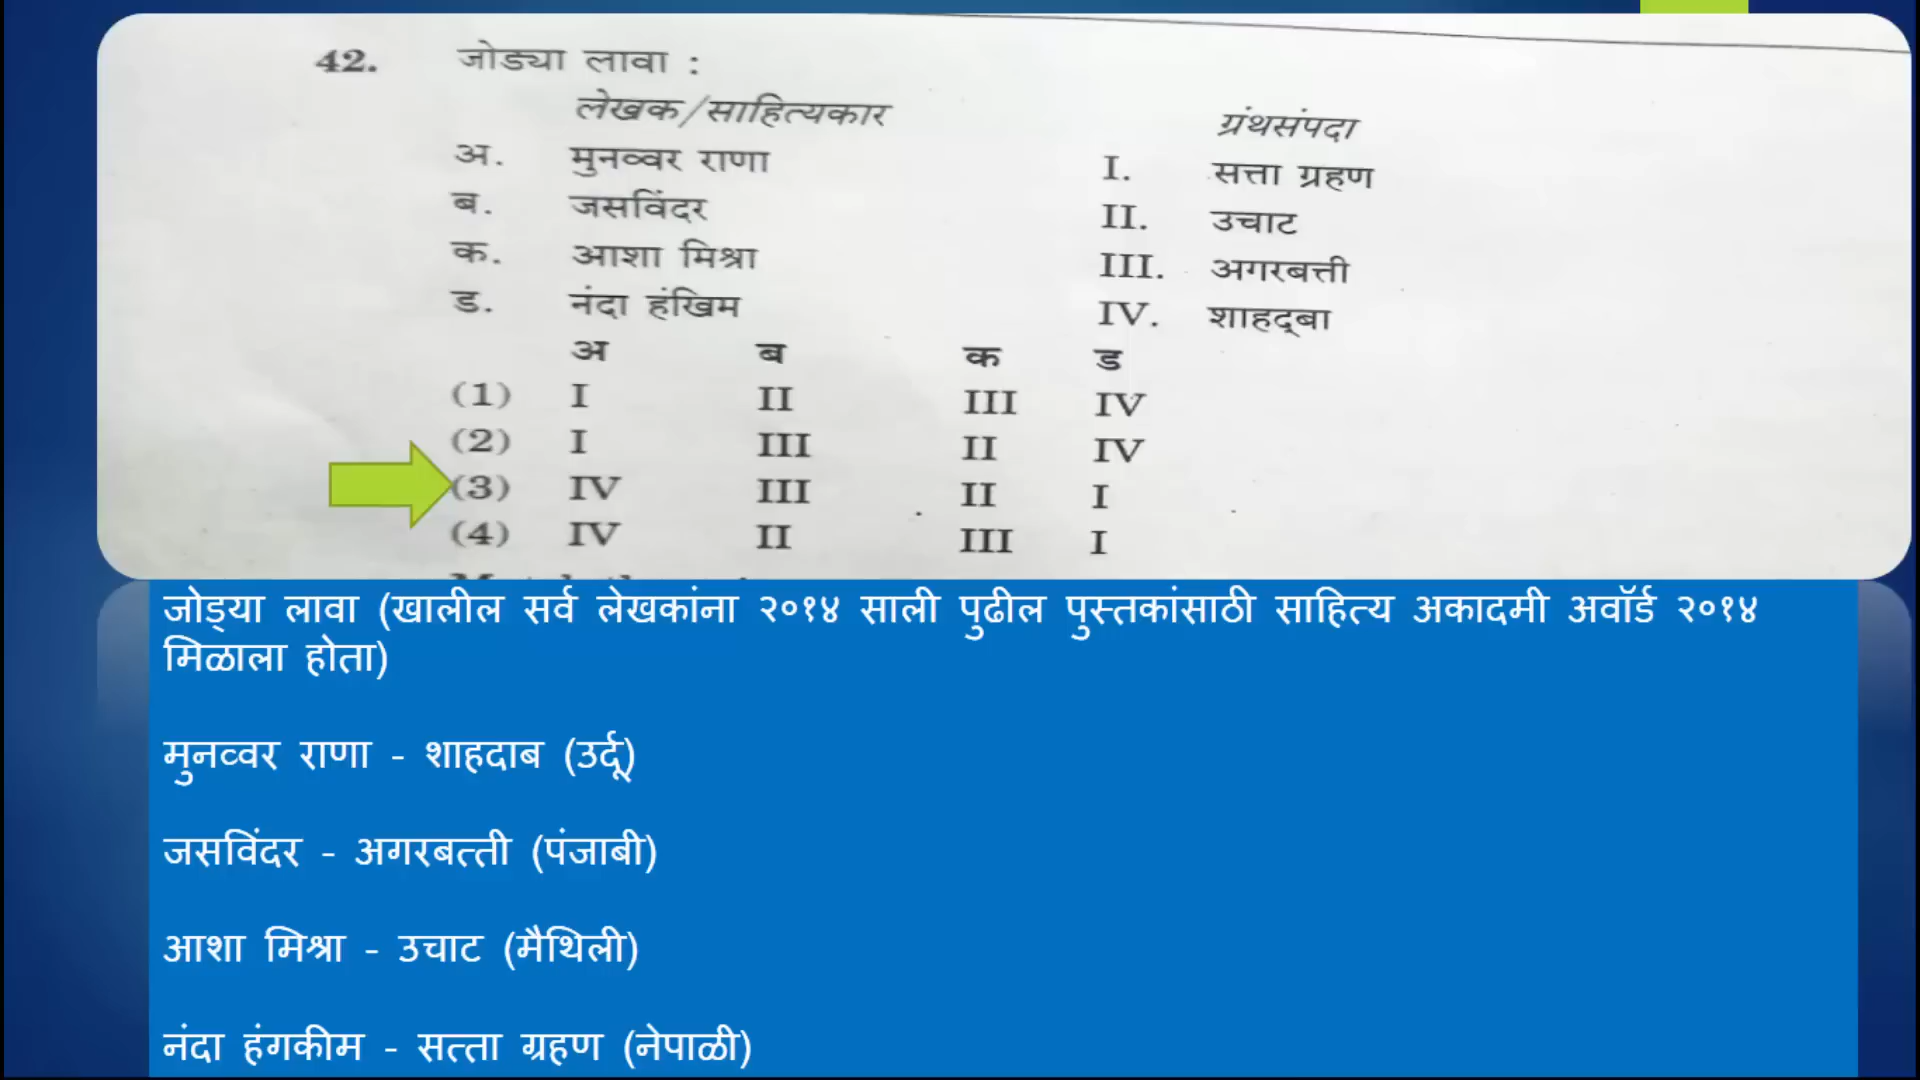 42. जोड्या लावा :
लेखक/साहित्यकार ग्रंथसंपदा
अ. मुनव्वर राणा I. सत्ता ग्रहण
ब. जसविंदर II. उचाट
क. आशा मिश्रा III. अगरबत्ती
ड. नंदा हंखिम IV. शाहद्बा
अ ब क ड
(1) I II III IV
(2) I III II IV
(3) IV III II I
(4) IV II III I
जोड्या लावा (खालील सर्व लेखकांना २०१४ साली पुढील पुस्तकांसाठी साहित्य अकादमी अवॉर्ड २०१४
मिळाला होता)
मुनव्वर राणा - शाहदाब (उर्दू)
जसविंदर - अगरबत्ती (पंजाबी)
आशा मिश्रा - उचाट (मैथिली)
नंदा हंगकीम - सत्ता ग्रहण (नेपाळी)